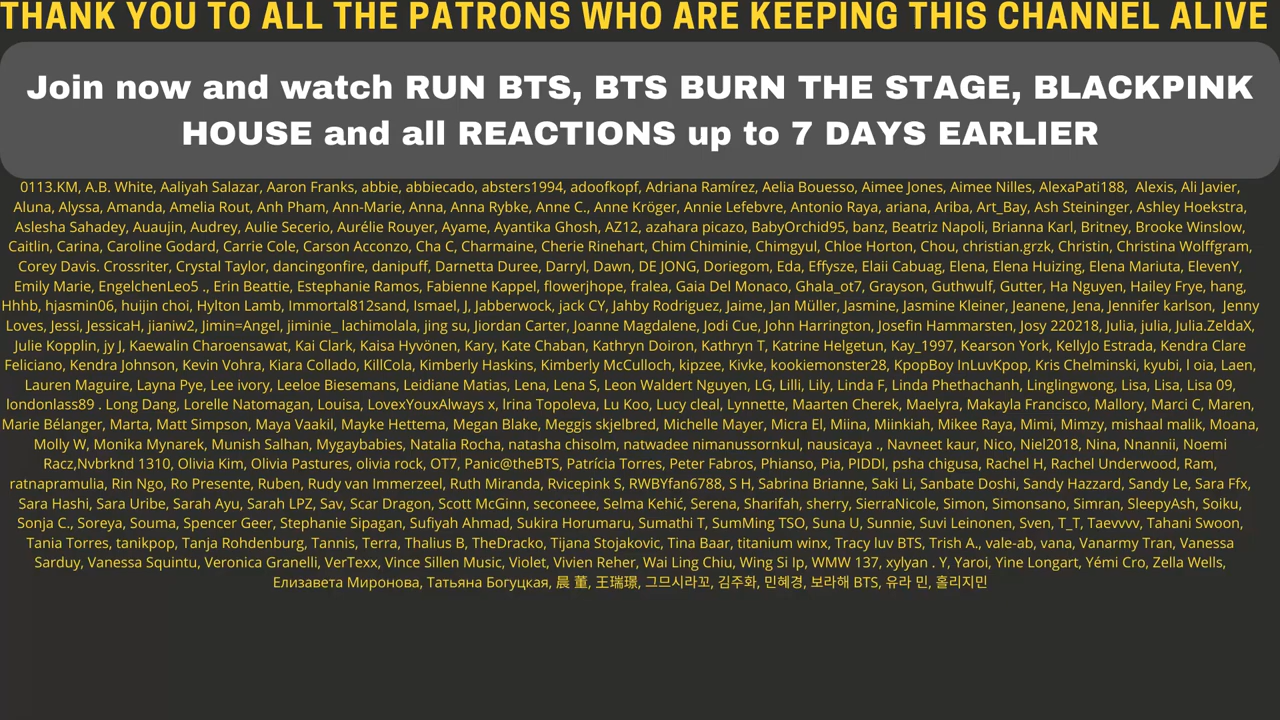 THANK YOU TO ALL THE PATRONS WHO ARE KEEPING THIS CHANNEL ALIVE
Join now and watch RUN BTS, BTS BURN THE STAGE, BLACKPINK
HOUSE and all REACTIONS up to 7 DAYS EARLIER
0113.KM, A.B. White, Aaliyah Salazar, Aaron Franks, abbie, abbiecado, absters1994, adoofkopf, Adriana Ramírez, Aelia Bouesso, Aimee Jones, Aimee Nilles, AlexaPati188,  Alexis, Ali Javier,
Aluna, Alyssa, Amanda, Amelia Rout, Anh Pham, Ann-Marie, Anna, Anna Rybke, Anne C., Anne Kröger, Annie Lefebvre, Antonio Raya, ariana, Ariba, Art_Bay, Ash Steininger, Ashley Hoekstra,
Aslesha Sahadey, Auaujin, Audrey, Aulie Secerio, Aurélie Rouyer, Ayame, Ayantika Ghosh, AZ12, azahara picazo, BabyOrchid95, banz, Beatriz Napoli, Brianna Karl, Britney, Brooke Winslow,
Caitlin, Carina, Caroline Godard, Carrie Cole, Carson Acconzo, Cha C, Charmaine, Cherie Rinehart, Chim Chiminie, Chimgyul, Chloe Horton, Chou, christian.grzk, Christin, Christina Wolffgram,
Corey Davis. Crossriter, Crystal Taylor, dancingonfire, danipuff, Darnetta Duree, Darryl, Dawn, DE JONG, Doriegom, Eda, Effysze, Elaii Cabuag, Elena, Elena Huizing, Elena Mariuta, ElevenY,
Emily Marie, EngelchenLeo5 ., Erin Beattie, Estephanie Ramos, Fabienne Kappel, flowerjhope, fralea, Gaia Del Monaco, Ghala_ot7, Grayson, Guthwulf, Gutter, Ha Nguyen, Hailey Frye, hang,
Hhhb, hjasmin06, huijin choi, Hylton Lamb, Immortal812sand, Ismael, J, Jabberwock, jack CY, Jahby Rodriguez, Jaime, Jan Müller, Jasmine, Jasmine Kleiner, Jeanene, Jena, Jennifer karlson,  Jenny
Loves, Jessi, JessicaH, jianiw2, Jimin=Angel, jiminie_ lachimolala, jing su, Jiordan Carter, Joanne Magdalene, Jodi Cue, John Harrington, Josefin Hammarsten, Josy 220218, Julia, julia, Julia.ZeldaX,
Julie Kopplin, jy J, Kaewalin Charoensawat, Kai Clark, Kaisa Hyvönen, Kary, Kate Chaban, Kathryn Doiron, Kathryn T, Katrine Helgetun, Kay_1997, Kearson York, KellyJo Estrada, Kendra Clare
Feliciano, Kendra Johnson, Kevin Vohra, Kiara Collado, KillCola, Kimberly Haskins, Kimberly McCulloch, kipzee, Kivke, kookiemonster28, KpopBoy InLuvKpop, Kris Chelminski, kyubi, l oia, Laen,
Lauren Maguire, Layna Pye, Lee ivory, Leeloe Biesemans, Leidiane Matias, Lena, Lena S, Leon Waldert Nguyen, LG, Lilli, Lily, Linda F, Linda Phethachanh, Linglingwong, Lisa, Lisa, Lisa 09,
londonlass89 . Long Dang, Lorelle Natomagan, Louisa, LovexYouxAlways x, lrina Topoleva, Lu Koo, Lucy cleal, Lynnette, Maarten Cherek, Maelyra, Makayla Francisco, Mallory, Marci C, Maren,
Marie Bélanger, Marta, Matt Simpson, Maya Vaakil, Mayke Hettema, Megan Blake, Meggis skjelbred, Michelle Mayer, Micra El, Miina, Miinkiah, Mikee Raya, Mimi, Mimzy, mishaal malik, Moana,
Molly W, Monika Mynarek, Munish Salhan, Mygaybabies, Natalia Rocha, natasha chisolm, natwadee nimanussornkul, nausicaya ., Navneet kaur, Nico, Niel2018, Nina, Nnannii, Noemi
Racz,Nvbrknd 1310, Olivia Kim, Olivia Pastures, olivia rock, OT7, Panic@theBTS, Patrícia Torres, Peter Fabros, Phianso, Pia, PIDDI, psha chigusa, Rachel H, Rachel Underwood, Ram,
ratnapramulia, Rin Ngo, Ro Presente, Ruben, Rudy van Immerzeel, Ruth Miranda, Rvicepink S, RWBYfan6788, S H, Sabrina Brianne, Saki Li, Sanbate Doshi, Sandy Hazzard, Sandy Le, Sara Ffx,
Sara Hashi, Sara Uribe, Sarah Ayu, Sarah LPZ, Sav, Scar Dragon, Scott McGinn, seconeee, Selma Kehić, Serena, Sharifah, sherry, SierraNicole, Simon, Simonsano, Simran, SleepyAsh, Soiku,
Sonja C., Soreya, Souma, Spencer Geer, Stephanie Sipagan, Sufiyah Ahmad, Sukira Horumaru, Sumathi T, SumMing TSO, Suna U, Sunnie, Suvi Leinonen, Sven, T_T, Taevvvv, Tahani Swoon,
Tania Torres, tanikpop, Tanja Rohdenburg, Tannis, Terra, Thalius B, TheDracko, Tijana Stojakovic, Tina Baar, titanium winx, Tracy luv BTS, Trish A., vale-ab, vana, Vanarmy Tran, Vanessa
Sarduy, Vanessa Squintu, Veronica Granelli, VerTexx, Vince Sillen Music, Violet, Vivien Reher, Wai Ling Chiu, Wing Si Ip, WMW 137, xylyan . Y, Yaroi, Yine Longart, Yémi Cro, Zella Wells,
Елизавета Миронова, Татьяна Богуцкая, 晨 董, 王瑞璟, 그므시라꼬, 김주화, 민혜경, 보라해 BTS, 유라 민, 홀리지민